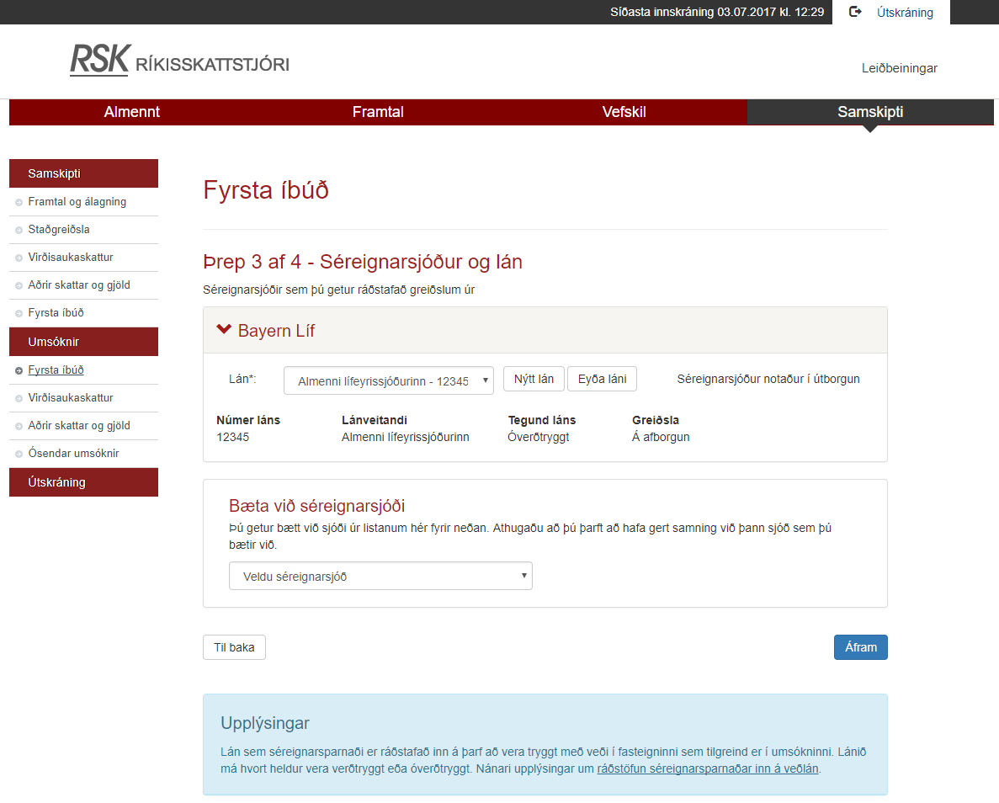 Síðasta innskráning 03.07.2017 kl. 12:29
Útskráning
RSK RÍKISSKATTSTJÓRI
Leiðbeiningar
Almennt Framtal Vefskil Samskipti
Samskipti
Framtal og álagning
Staðgreiðsla
Virðisaukaskattur
Aðrir skattar og gjöld
Fyrsta íbúð
Umsóknir
Fyrsta íbúð
Virðisaukaskattur
Aðrir skattar og gjöld
Ósendar umsóknir
Útskráning
Fyrsta íbúð
Þrep 3 af 4 - Séreignarsjóður og lán
Séreignarsjóðir sem þú getur ráðstafað greiðslum úr
Bayern Líf
Lán*: Almenni lífeyrissjóðurinn - 12345 Nýtt lán Eyða láni Séreignarsjóður notaður í útborgun
Númer láns Lánveitandi Tegund láns Greiðsla
12345 Almenni lífeyrissjóðurinn Óverðtryggt Á afborgun
Bæta við séreignarsjóði
Þú getur bætt við sjóði úr listanum hér fyrir neðan. Athugaðu að þú þarft að hafa gert samning við þann sjóð sem þú
bætir við.
Veldu séreignarsjóð
Til baka
Áfram
Upplýsingar
Lán sem séreignarsparnaði er ráðstafað inn á þarf að vera tryggt með veði í fasteigninni sem tilgreind er í umsókninni. Lánið
má hvort heldur vera verðtryggt eða óverðtryggt. Nánari upplýsingar um ráðstöfun séreignarsparnaðar inn á veðlán.